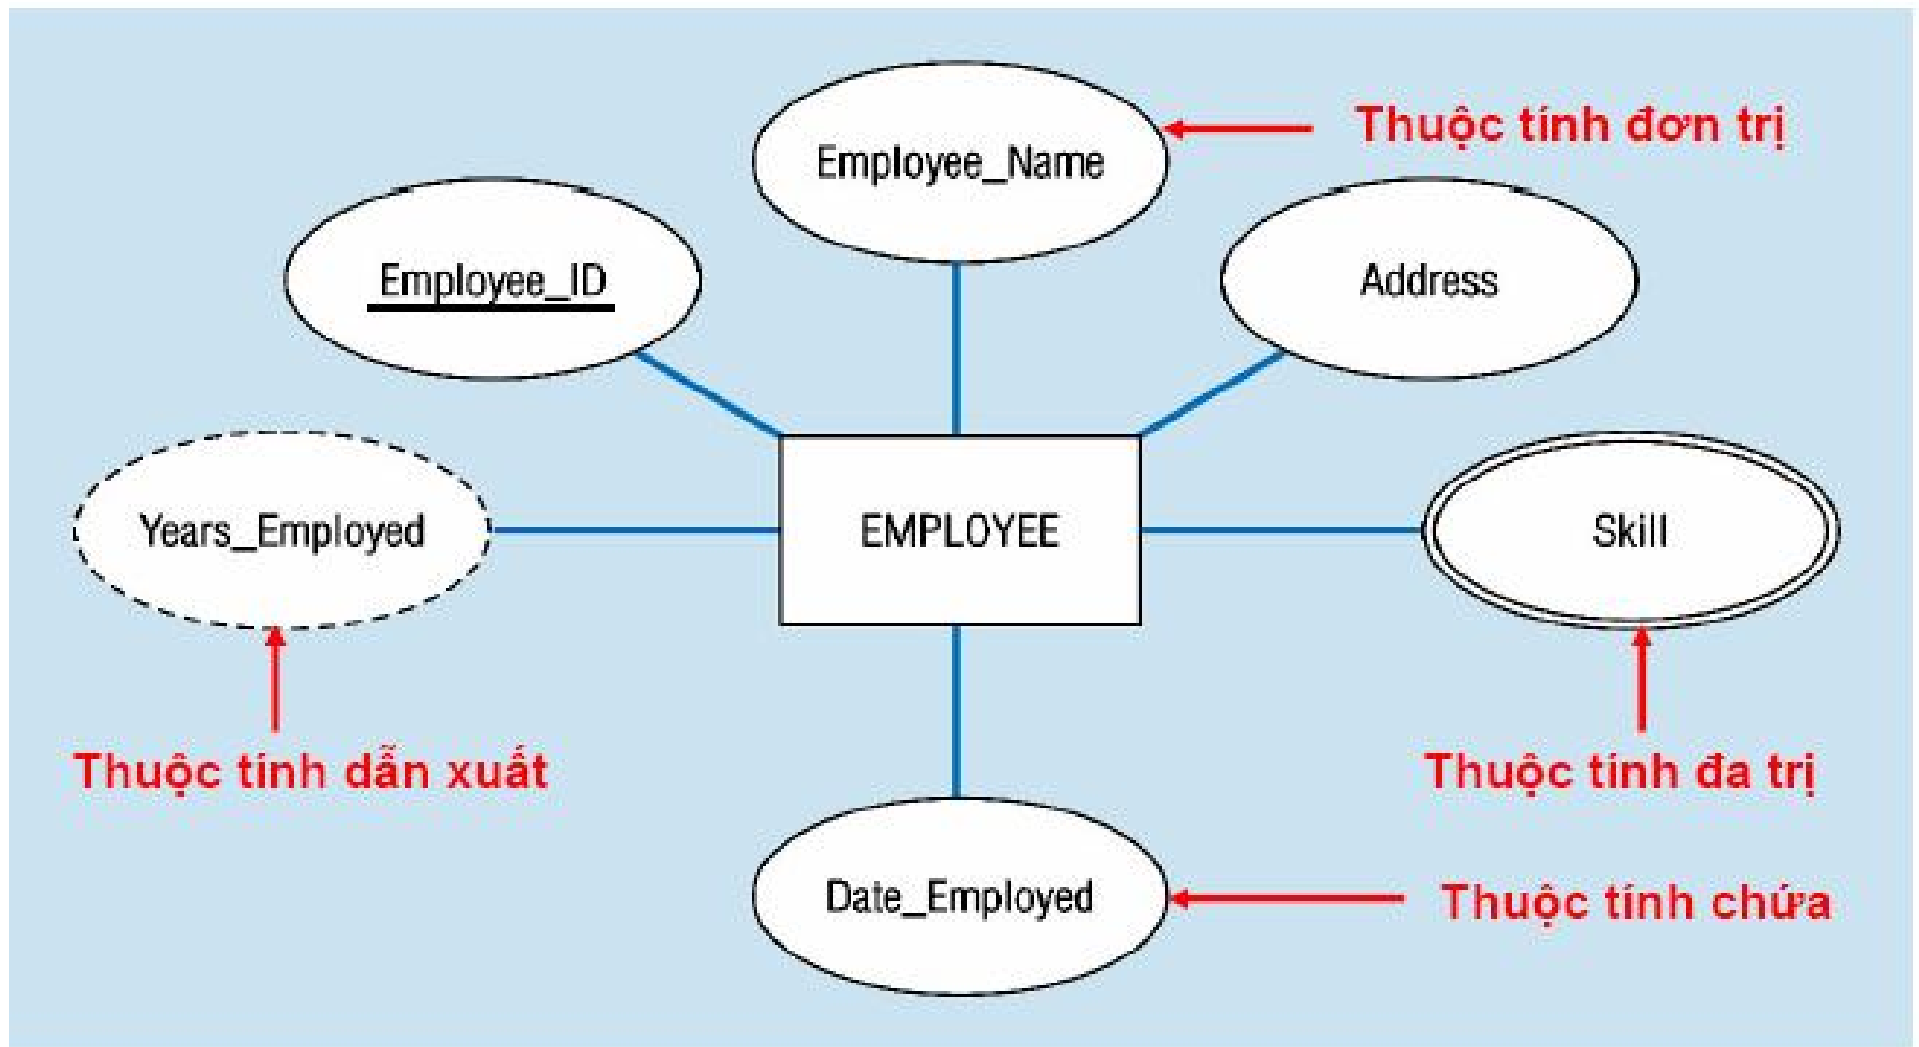 Employee_Name
Thuộc tính đơn trị
Employee_ID
Address
Years_Employed
EMPLOYEE
Skill
Thuộc tính dẫn xuất
Thuộc tính đa trị
Date_Employed
Thuộc tính chứa